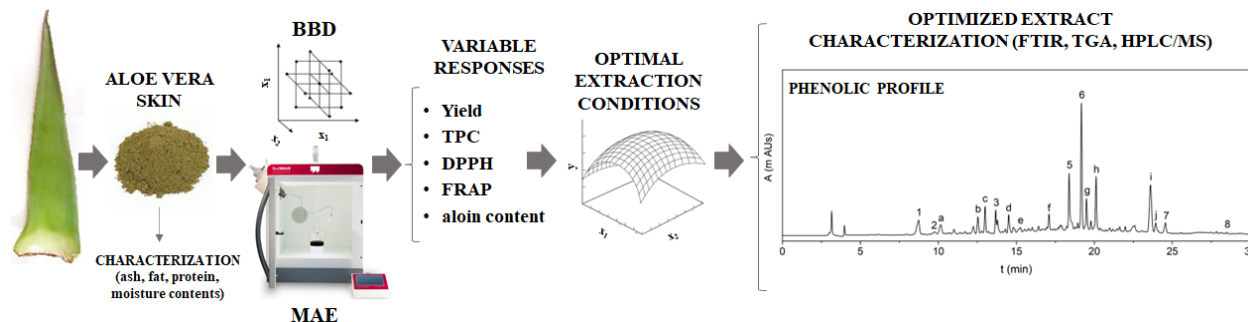 ALOE VERA
SKIN
CHARACTERIZATION
(ash, fat, protein,
moisture contents)
BBD
x₁
x₂
x₁
MAE
VARIABLE
RESPONSES
• Yield
• TPC
• DPPH
• FRAP
• aloin content
OPTIMAL
EXTRACTION
CONDITIONS
y
x₁
x₂
OPTIMIZED EXTRACT
CHARACTERIZATION (FTIR, TGA, HPLC/MS)
PHENOLIC PROFILE
A (m AUs)
1
2
a
b
c
3
d
e
f
5
6
g
h
i
j
7
8
0 5 10 15 20 25 30
t (min)